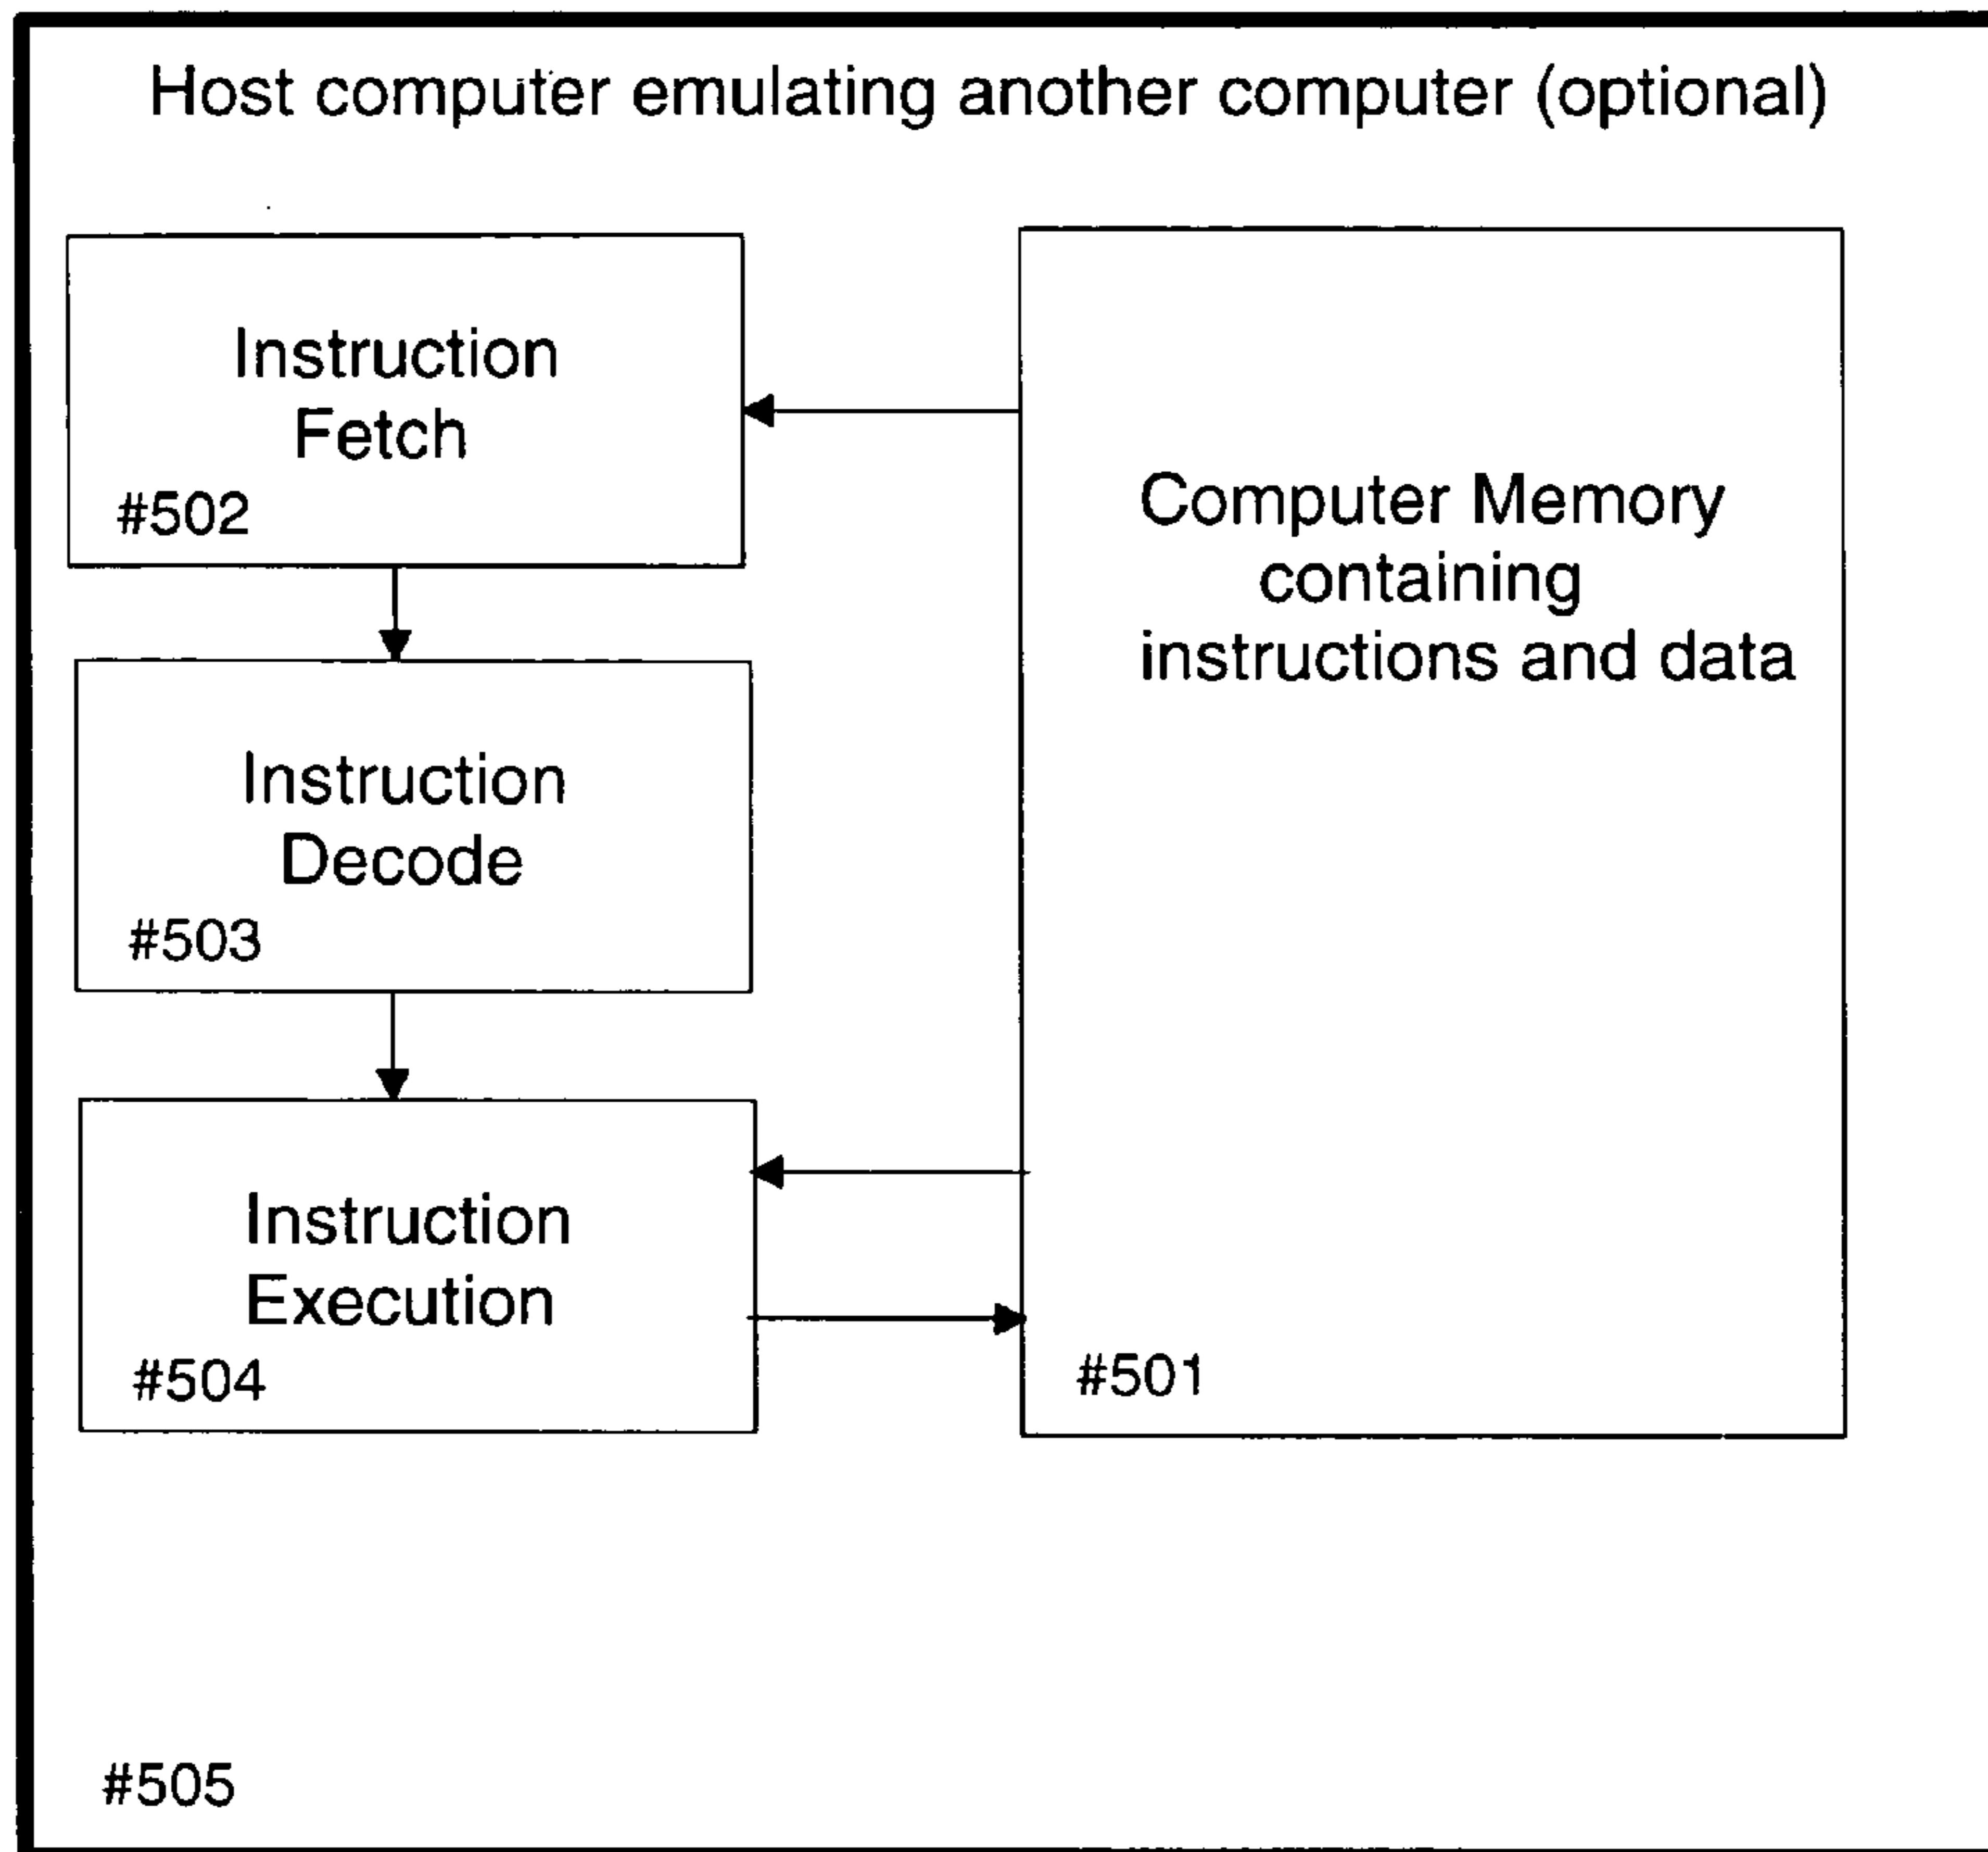 Host computer emulating another computer (optional)
Instruction
Fetch
#502
Computer Memory
containing
instructions and data
#501
Instruction
Decode
#503
Instruction
Execution
#504
#505